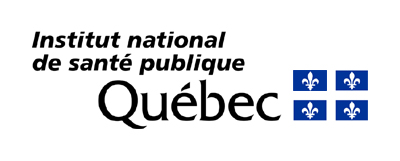 Institut national
de santé publique
Québec